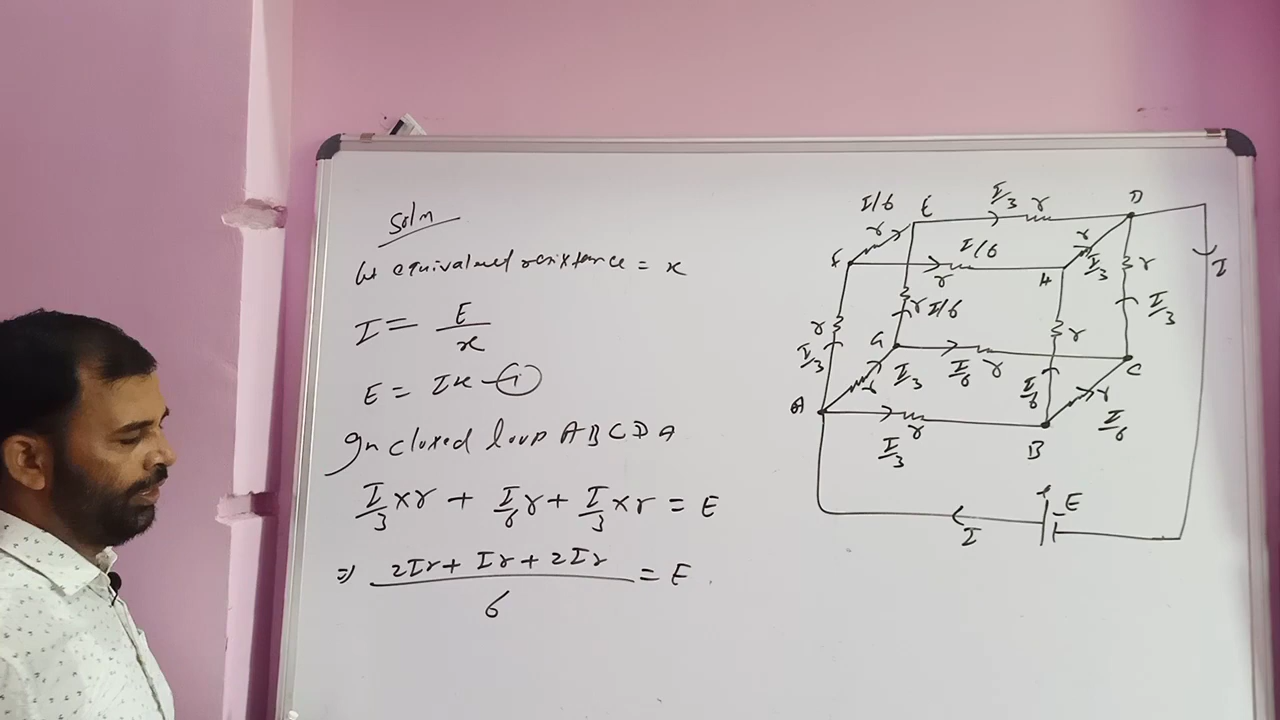 Soln
let equivalent resistance = x
I = E/x
E = Ix —(1)
In closed loop A B C D A
I/3 × r + I/6 r + I/3 × r = E
⇒ (2Ir + Ir + 2Ir)/6 = E
I/6 E I/3 r D
r I/6 r
F r H I/3 r I
r I/3 r I/6 r I/3
G I/3 I/6 r I/6 C
A r r I/6
I/3 r B
E
I